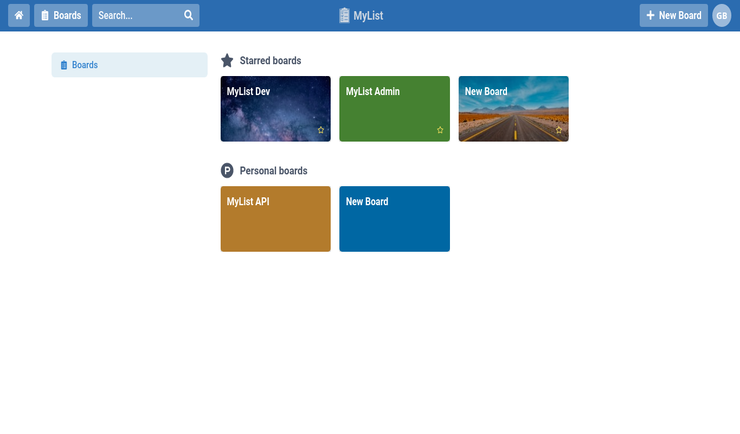 Boards
Search...
MyList
New Board
GB
Boards
Starred boards
MyList Dev
MyList Admin
New Board
P
Personal boards
MyList API
New Board